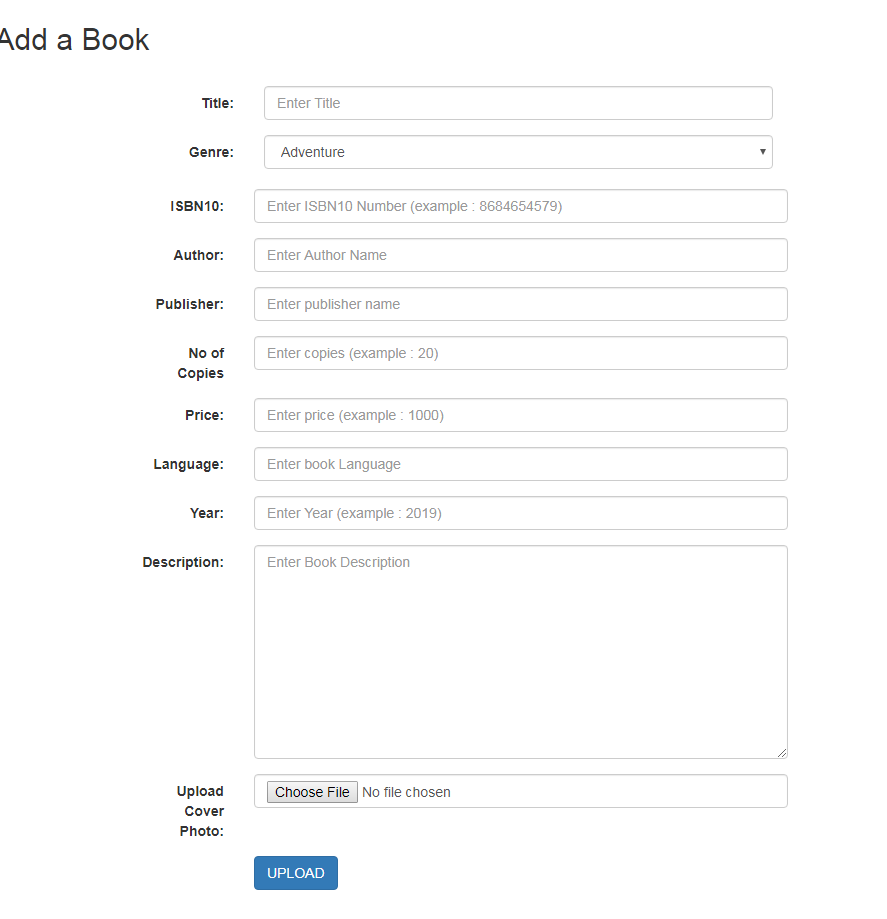 Add a Book
Title: Enter Title
Genre: Adventure
ISBN10: Enter ISBN10 Number (example : 8684654579)
Author: Enter Author Name
Publisher: Enter publisher name
No of Enter copies (example : 20)
Copies
Price: Enter price (example : 1000)
Language: Enter book Language
Year: Enter Year (example : 2019)
Description: Enter Book Description
Upload Choose File No file chosen
Cover
Photo:
UPLOAD